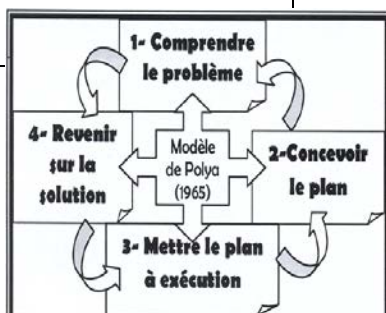 1- Comprendre
le problème
4- Revenir
sur la
solution
Modèle
de Polya
(1965)
2-Concevoir
le plan
3- Mettre le plan
à exécution